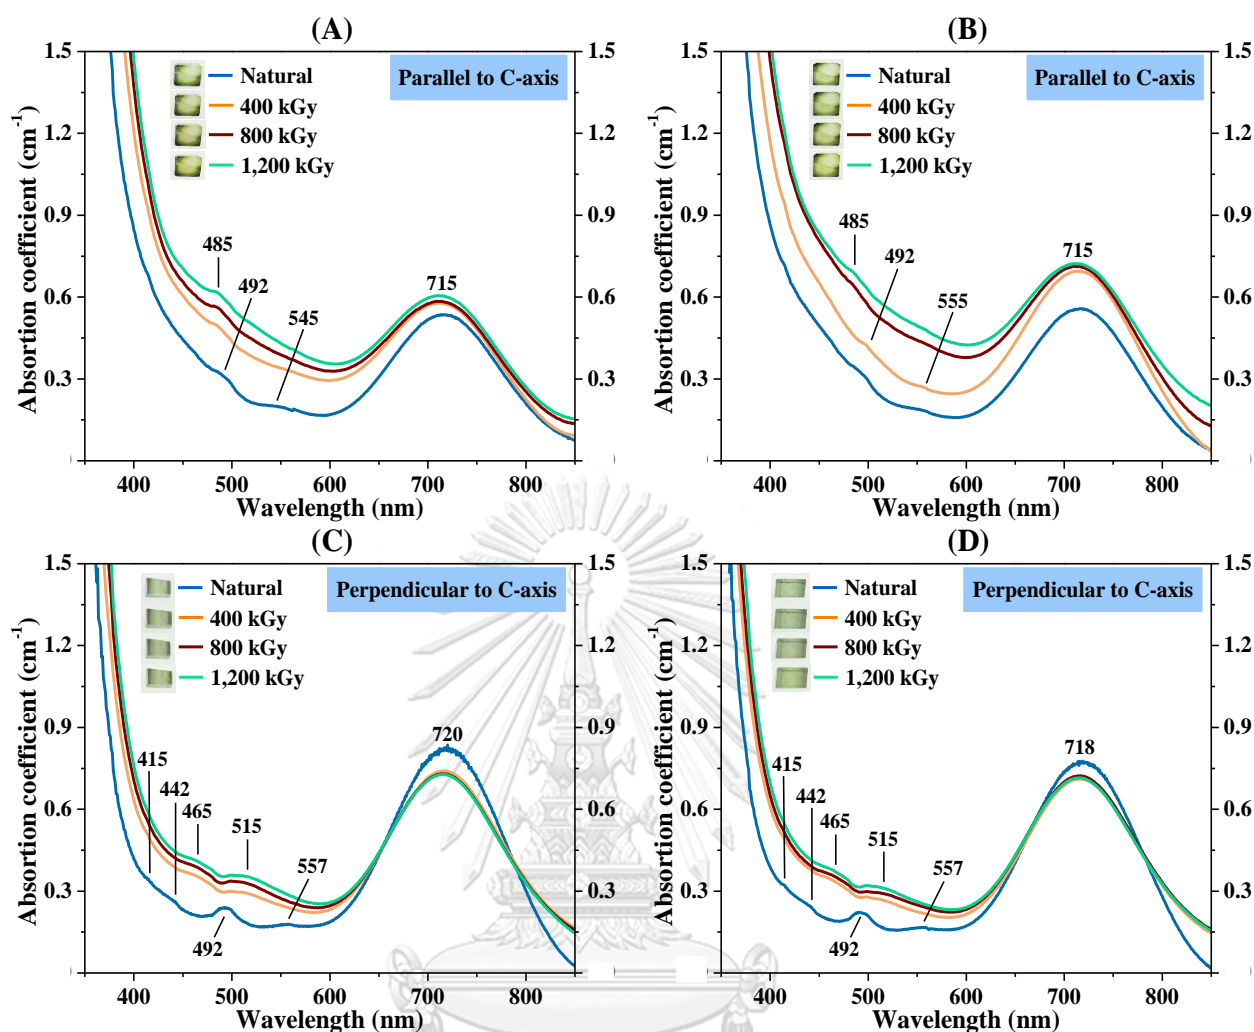 (A)
Absortion coefficient (cm-1)
1.5 1.2 0.9 0.6 0.3
Natural
400 kGy
800 kGy
1,200 kGy
Parallel to C-axis
485
492
545
715
1.5 1.2 0.9 0.6 0.3
400 500 600 700 800
Wavelength (nm)
(B)
Absortion coefficient (cm-1)
1.5 1.2 0.9 0.6 0.3
Natural
400 kGy
800 kGy
1,200 kGy
Parallel to C-axis
485
492
555
715
1.5 1.2 0.9 0.6 0.3
400 500 600 700 800
Wavelength (nm)
(C)
Absortion coefficient (cm-1)
1.5 1.2 0.9 0.6 0.3
Natural
400 kGy
800 kGy
1,200 kGy
Perpendicular to C-axis
415
442
465
515
557
492
720
1.5 1.2 0.9 0.6 0.3
400 500 600 700 800
Wavelength (nm)
(D)
Absortion coefficient (cm-1)
1.5 1.2 0.9 0.6 0.3
Natural
400 kGy
800 kGy
1,200 kGy
Perpendicular to C-axis
415
442
465
515
557
492
718
1.5 1.2 0.9 0.6 0.3
400 500 600 700 800
Wavelength (nm)